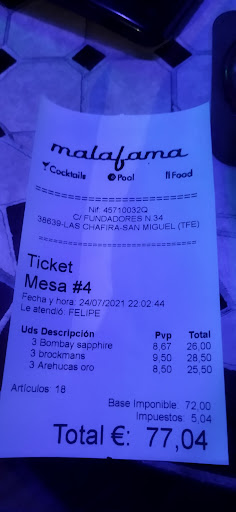 malafama
Cocktails Pool Food
Nif: 45710032Q
C/ FUNDADORES N 34
38639-LAS CHAFIRA-SAN MIGUEL (TFE)
Ticket
Mesa #4
Fecha y hora: 24/07/2021 22:02:44
Le atendió: FELIPE
Uds Descripción Pvp Total
3 Bombay sapphire 8,67 26,00
3 brockmans 9,50 28,50
3 Arehucas oro 8,50 25,50
Artículos: 18
Base Imponible: 72,00
Impuestos: 5,04
Total €: 77,04